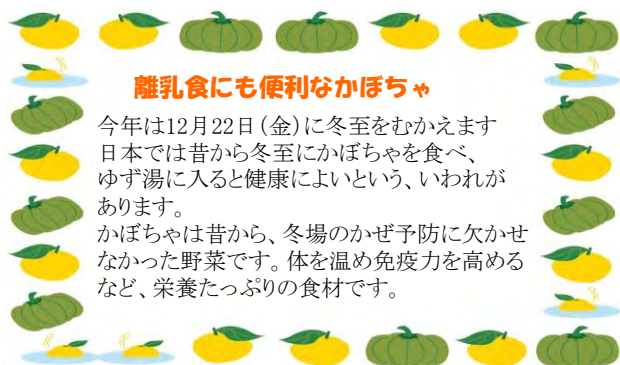 離乳食にも便利なかぼちゃ
今年は12月22日（金）に冬至をむかえます
日本では昔から冬至にかぼちゃを食べ、
ゆず湯に入ると健康によいという、いわれが
あります。
かぼちゃは昔から、冬場のかぜ予防に欠かせ
なかった野菜です。体を温め免疫力を高める
など、栄養たっぷりの食材です。